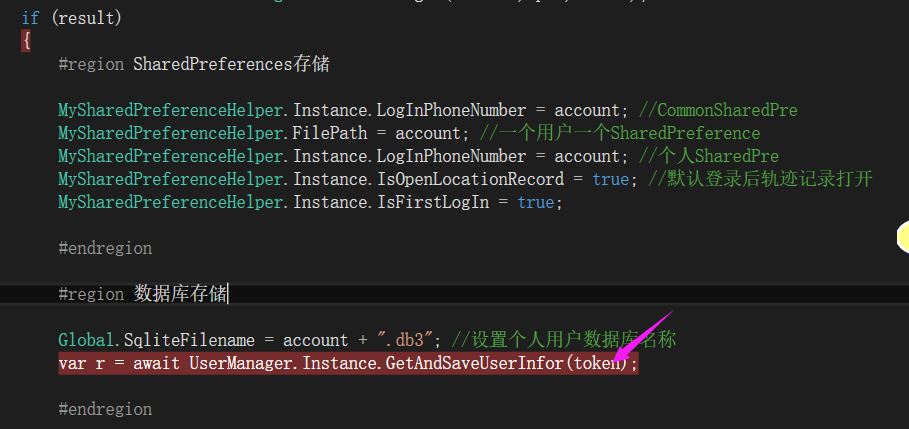 if (result)
{
#region SharedPreferences存储
MySharedPreferenceHelper.Instance.LogInPhoneNumber = account; //CommonSharedPre
MySharedPreferenceHelper.FilePath = account; //一个用户一个SharedPreference
MySharedPreferenceHelper.Instance.LogInPhoneNumber = account; //个人SharedPre
MySharedPreferenceHelper.Instance.IsOpenLocationRecord = true; //默认登录后轨迹记录打开
MySharedPreferenceHelper.Instance.IsFirstLogIn = true;
#endregion
#region 数据库存储
Global.SqliteFilename = account + ".db3"; //设置个人用户数据库名称
var r = await UserManager.Instance.GetAndSaveUserInfor(token);
#endregion